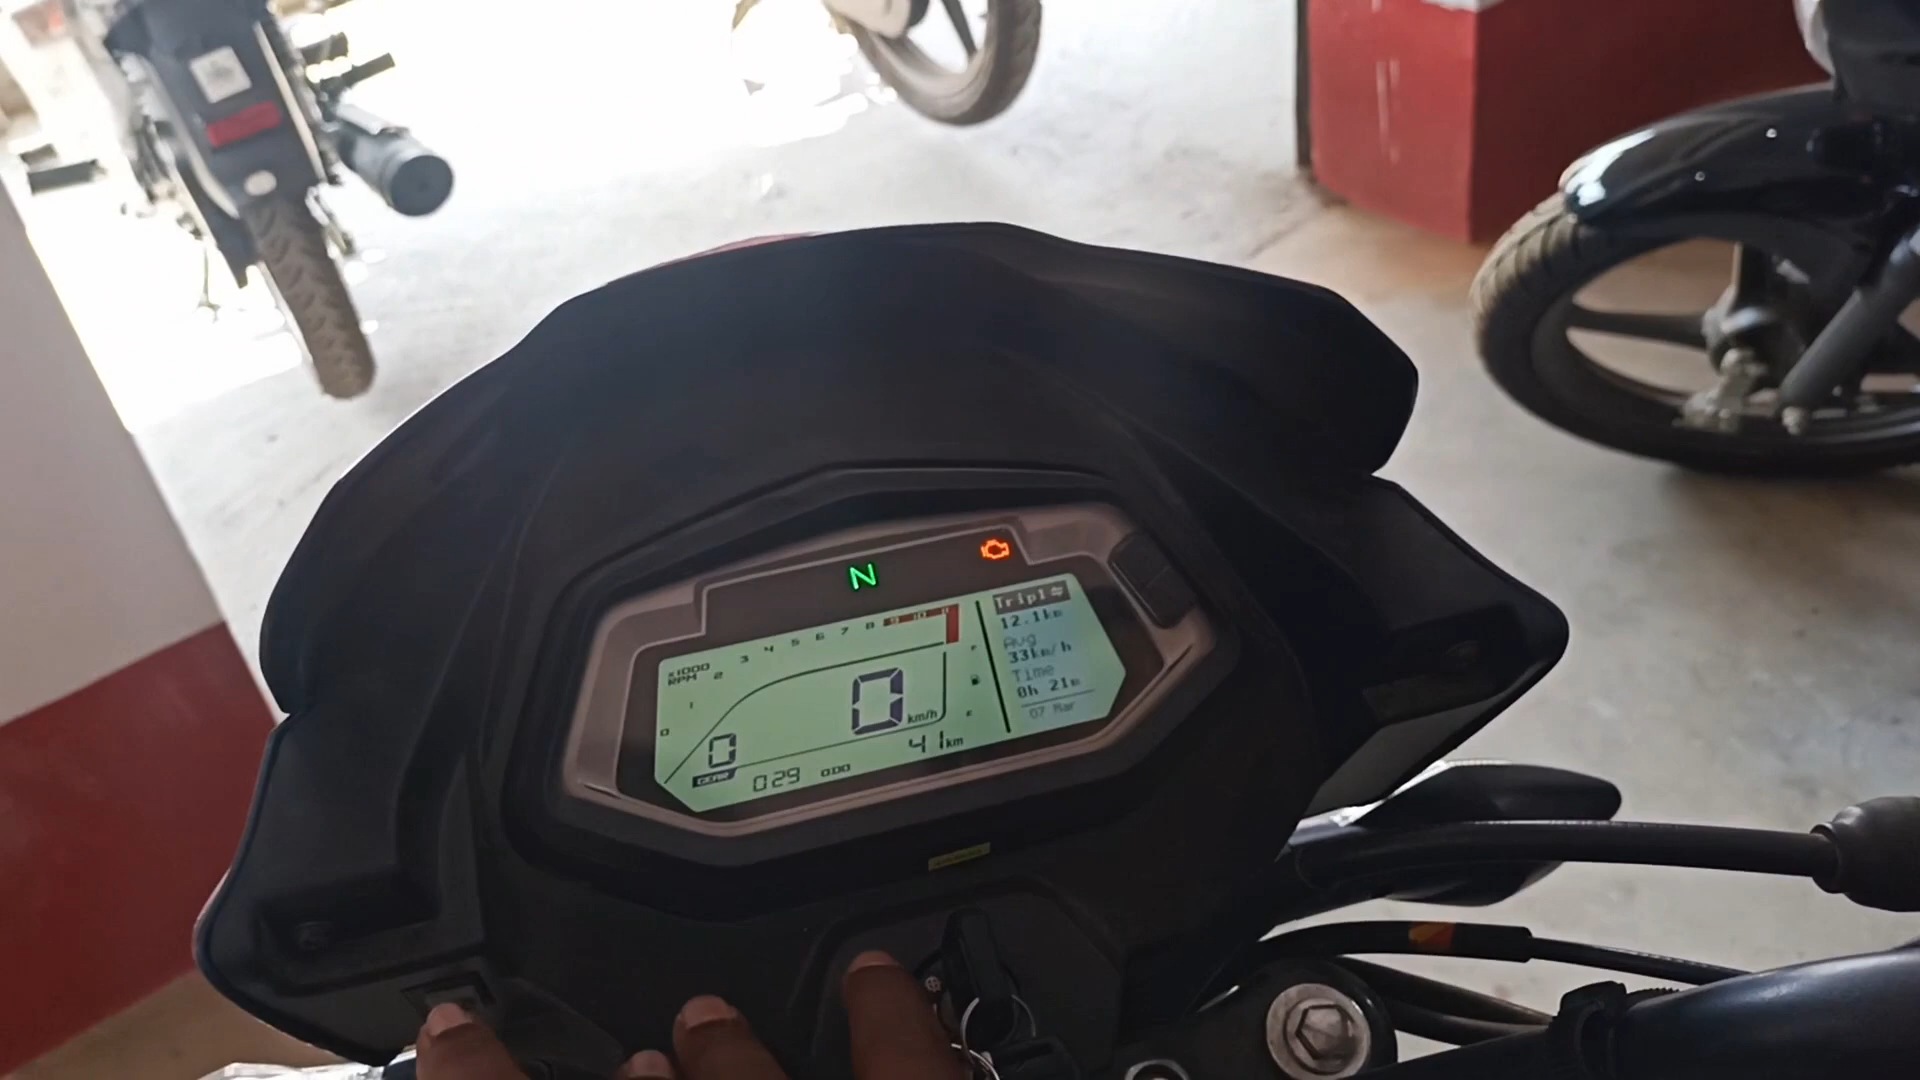 N
Trip1
12.1km
Avg
33km/h
Time
0h 21m
07 Mar
x1000
RPM
0 1 2 3 4 5 6 7 8 9 10 11
0 km/h
0
GEAR
029 ODO 41km
F
E